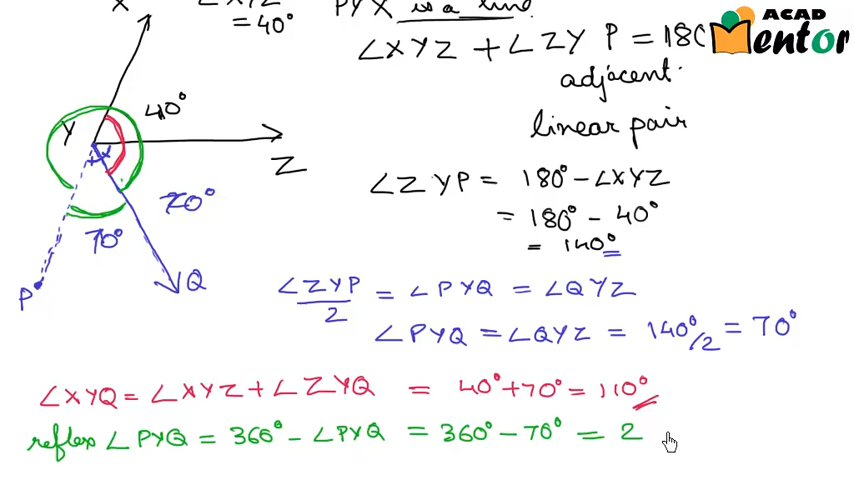 X
= 40°
PYX is a line
ACAD
Mentor
∠XYZ + ∠ZYP = 180
adjacent
linear pair
40°
Y
Z
∠ZYP = 180° - ∠XYZ
= 180° - 40°
= 140°
70°
70°
P
Q
∠ZYP/2 = ∠PYQ = ∠QYZ
∠PYQ = ∠QYZ = 140°/2 = 70°
∠XYQ = ∠XYZ + ∠ZYQ = 40° + 70° = 110°
reflex ∠PYQ = 360° - ∠PYQ = 360° - 70° = 2